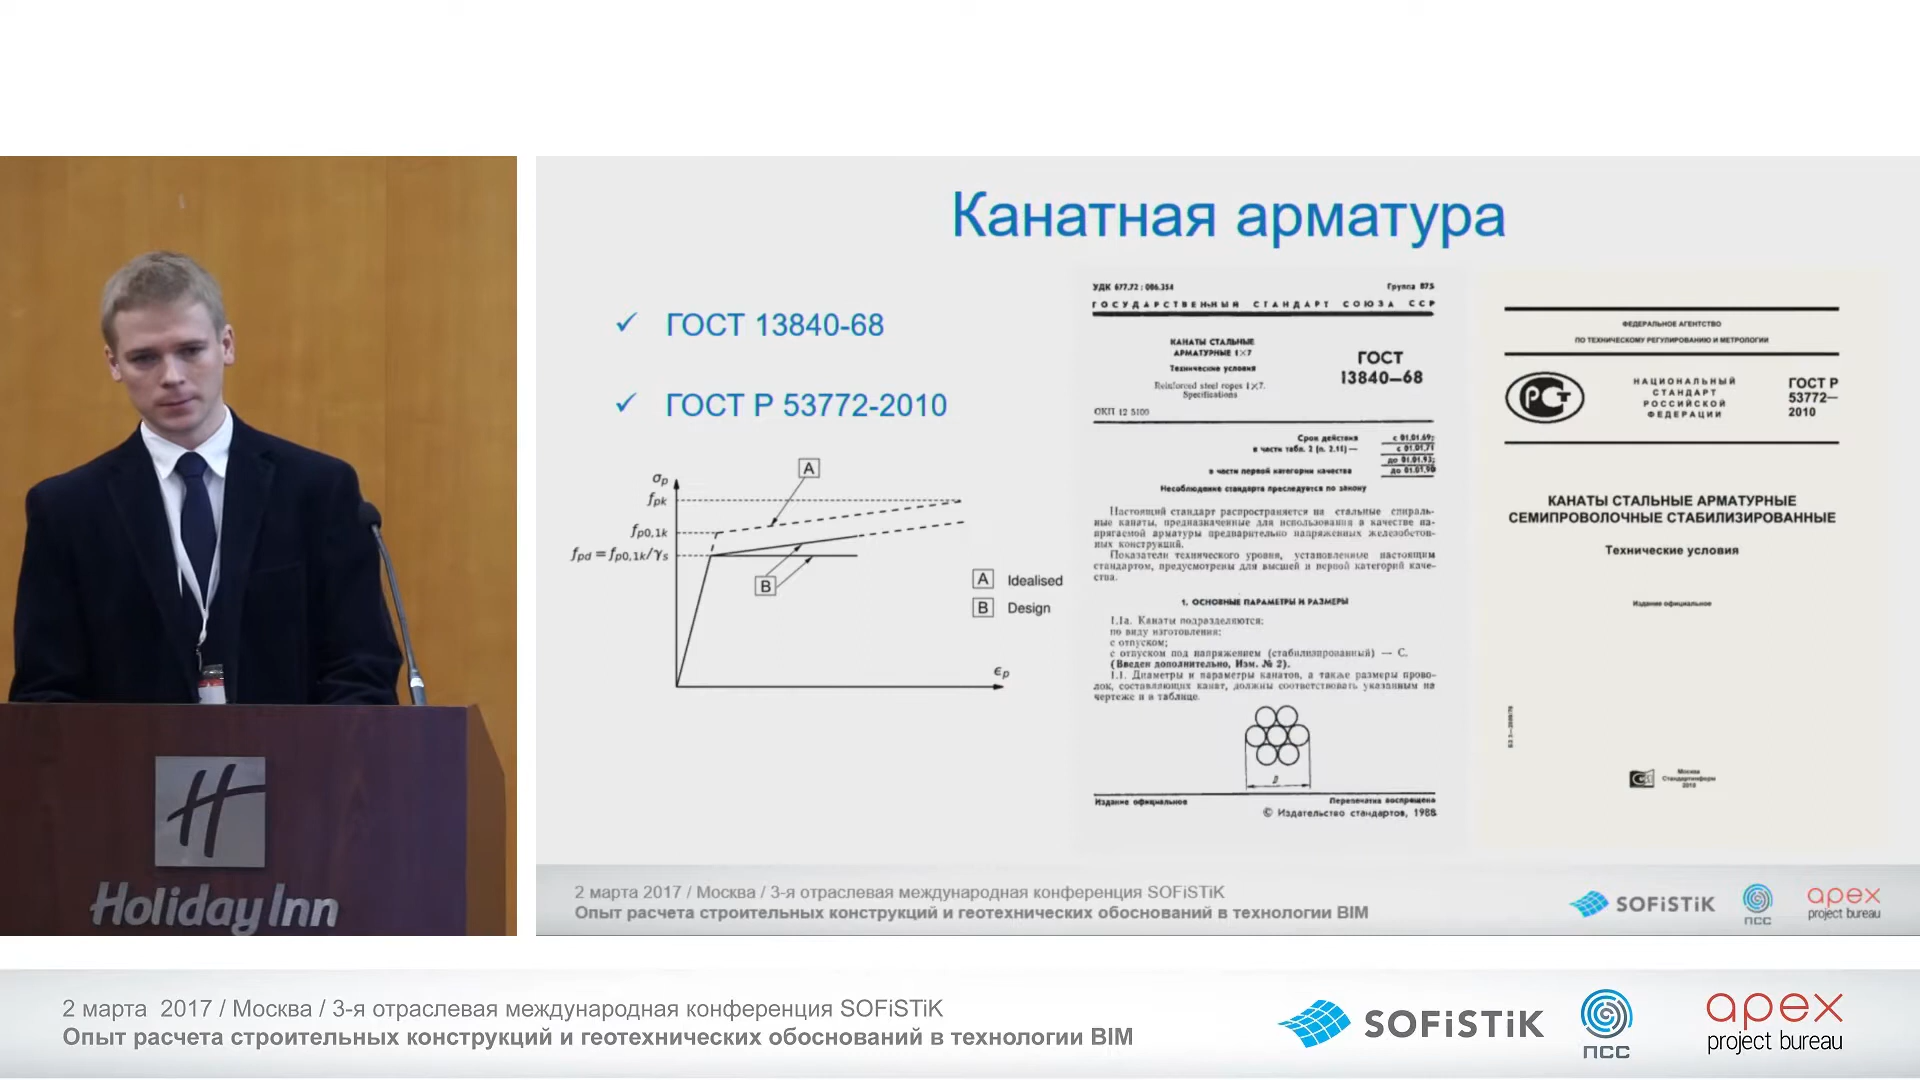 Канатная арматура
ГОСТ 13840-68
ГОСТ Р 53772-2010
σp
fpk
fp0,1k
fpd = fp0,1k/γs
A
B
A Idealised
B Design
ϵp
УДК 677.72 : 006.354 Группа В75
ГОСУДАРСТВЕННЫЙ СТАНДАРТ СОЮЗА ССР
КАНАТЫ СТАЛЬНЫЕ
АРМАТУРНЫЕ 1×7
Технические условия
Reinforced steel ropes 1×7.
Specifications
ГОСТ
13840—68
ОКП 12 5100
Срок действия с 01.01.69;
в части табл. 2 (п. 2.11) — с 01.01.71
до 01.01.93;
в части первой категории качества до 01.01.90
Несоблюдение стандарта преследуется по закону
Настоящий стандарт распространяется на стальные спираль-
ные канаты, предназначенные для использования в качестве на-
прягаемой арматуры предварительно напряженных железобетон-
ных конструкций.
Показатели технического уровня, установленные настоящим
стандартом, предусмотрены для высшей и первой категорий каче-
ства.
1. ОСНОВНЫЕ ПАРАМЕТРЫ И РАЗМЕРЫ
1.1а. Канаты подразделяются:
по виду изготовления:
с отпуском;
с отпуском под напряжением (стабилизированный) — С.
(Введен дополнительно, Изм. № 2).
1.1. Диаметры и параметры канатов, а также размеры прово-
лок, составляющих канат, должны соответствовать указанным на
чертеже и в таблице.
D
Издание официальное Перепечатка воспрещена
© Издательство стандартов, 1988
ФЕДЕРАЛЬНОЕ АГЕНТСТВО
ПО ТЕХНИЧЕСКОМУ РЕГУЛИРОВАНИЮ И МЕТРОЛОГИИ
НАЦИОНАЛЬНЫЙ
СТАНДАРТ
РОССИЙСКОЙ
ФЕДЕРАЦИИ
ГОСТ Р
53772—
2010
КАНАТЫ СТАЛЬНЫЕ АРМАТУРНЫЕ
СЕМИПРОВОЛОЧНЫЕ СТАБИЛИЗИРОВАННЫЕ
Технические условия
Издание официальное
Москва
Стандартинформ
2010
2 марта 2017 / Москва / 3-я отраслевая международная конференция SOFiSTiK
Опыт расчета строительных конструкций и геотехнических обоснований в технологии BIM
SOFiSTiK
ПСС
apex
project bureau
H
Holiday Inn
2 марта 2017 / Москва / 3-я отраслевая международная конференция SOFiSTiK
Опыт расчета строительных конструкций и геотехнических обоснований в технологии BIM
SOFiSTiK
ПСС
apex
project bureau